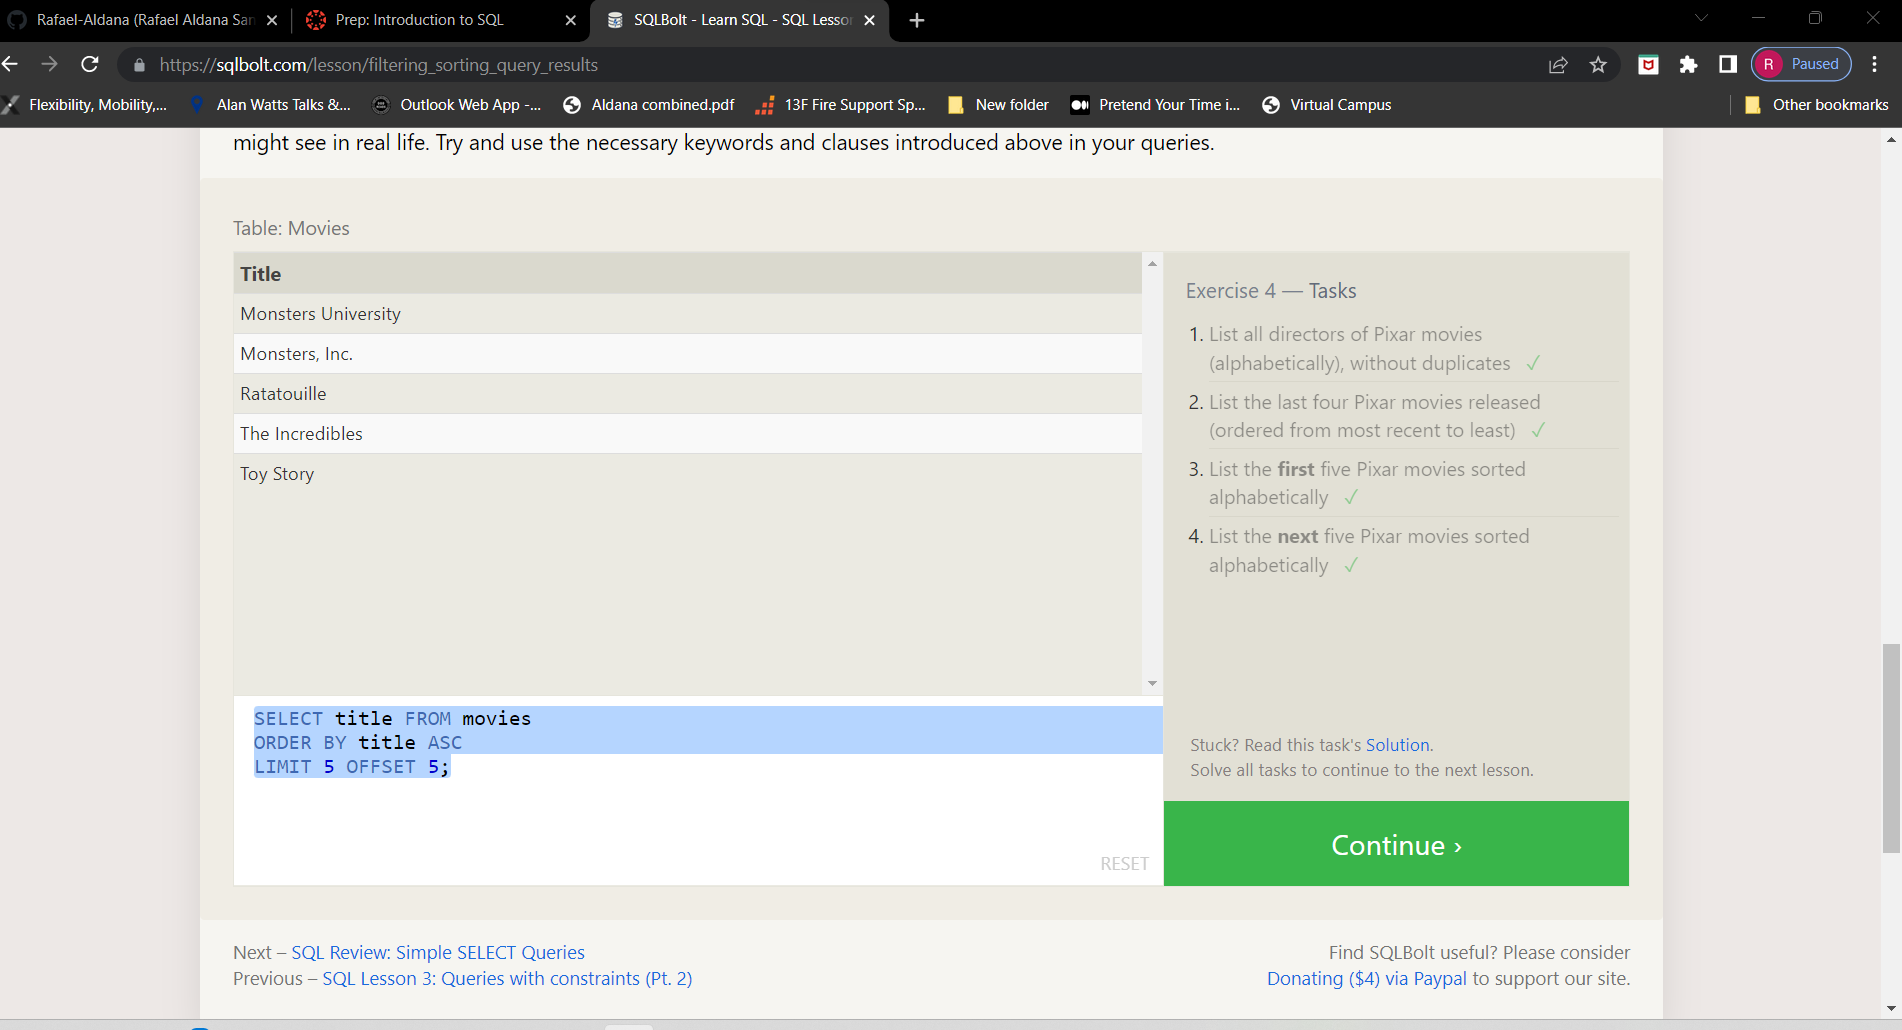 Rafael-Aldana (Rafael Aldana San
Prep: Introduction to SQL
SQLBolt - Learn SQL - SQL Lesson
https://sqlbolt.com/lesson/filtering_sorting_query_results
R Paused
Flexibility, Mobility,...
Alan Watts Talks &...
Outlook Web App -...
Aldana combined.pdf
13F Fire Support Sp...
New folder
Pretend Your Time i...
Virtual Campus
Other bookmarks
might see in real life. Try and use the necessary keywords and clauses introduced above in your queries.
Table: Movies
Title
Monsters University
Monsters, Inc.
Ratatouille
The Incredibles
Toy Story
SELECT title FROM movies
ORDER BY title ASC
LIMIT 5 OFFSET 5;
RESET
Exercise 4 — Tasks
1. List all directors of Pixar movies
(alphabetically), without duplicates ✓
2. List the last four Pixar movies released
(ordered from most recent to least) ✓
3. List the first five Pixar movies sorted
alphabetically ✓
4. List the next five Pixar movies sorted
alphabetically ✓
Stuck? Read this task's Solution.
Solve all tasks to continue to the next lesson.
Continue ›
Next – SQL Review: Simple SELECT Queries
Previous – SQL Lesson 3: Queries with constraints (Pt. 2)
Find SQLBolt useful? Please consider
Donating ($4) via Paypal to support our site.